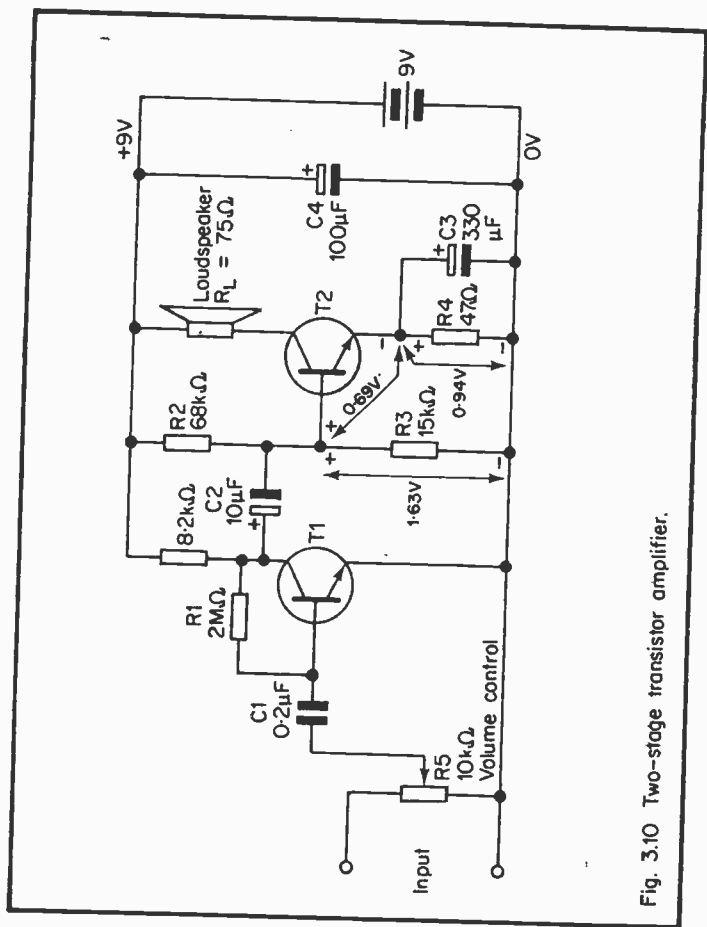 +9V
Loudspeaker
R_L = 75Ω
R2
68kΩ
8·2kΩ
R1
2MΩ
C2
10μF
+
T1
T2
C1
0·2μF
+
C4
100μF
9V
+
0·69V
-
+
C3
330
μF
+
R4
47Ω
-
0·94V
+
R3
15kΩ
-
1·63V
R5
10kΩ
Volume control
Input
0V
Fig. 3.10 Two-stage transistor amplifier.